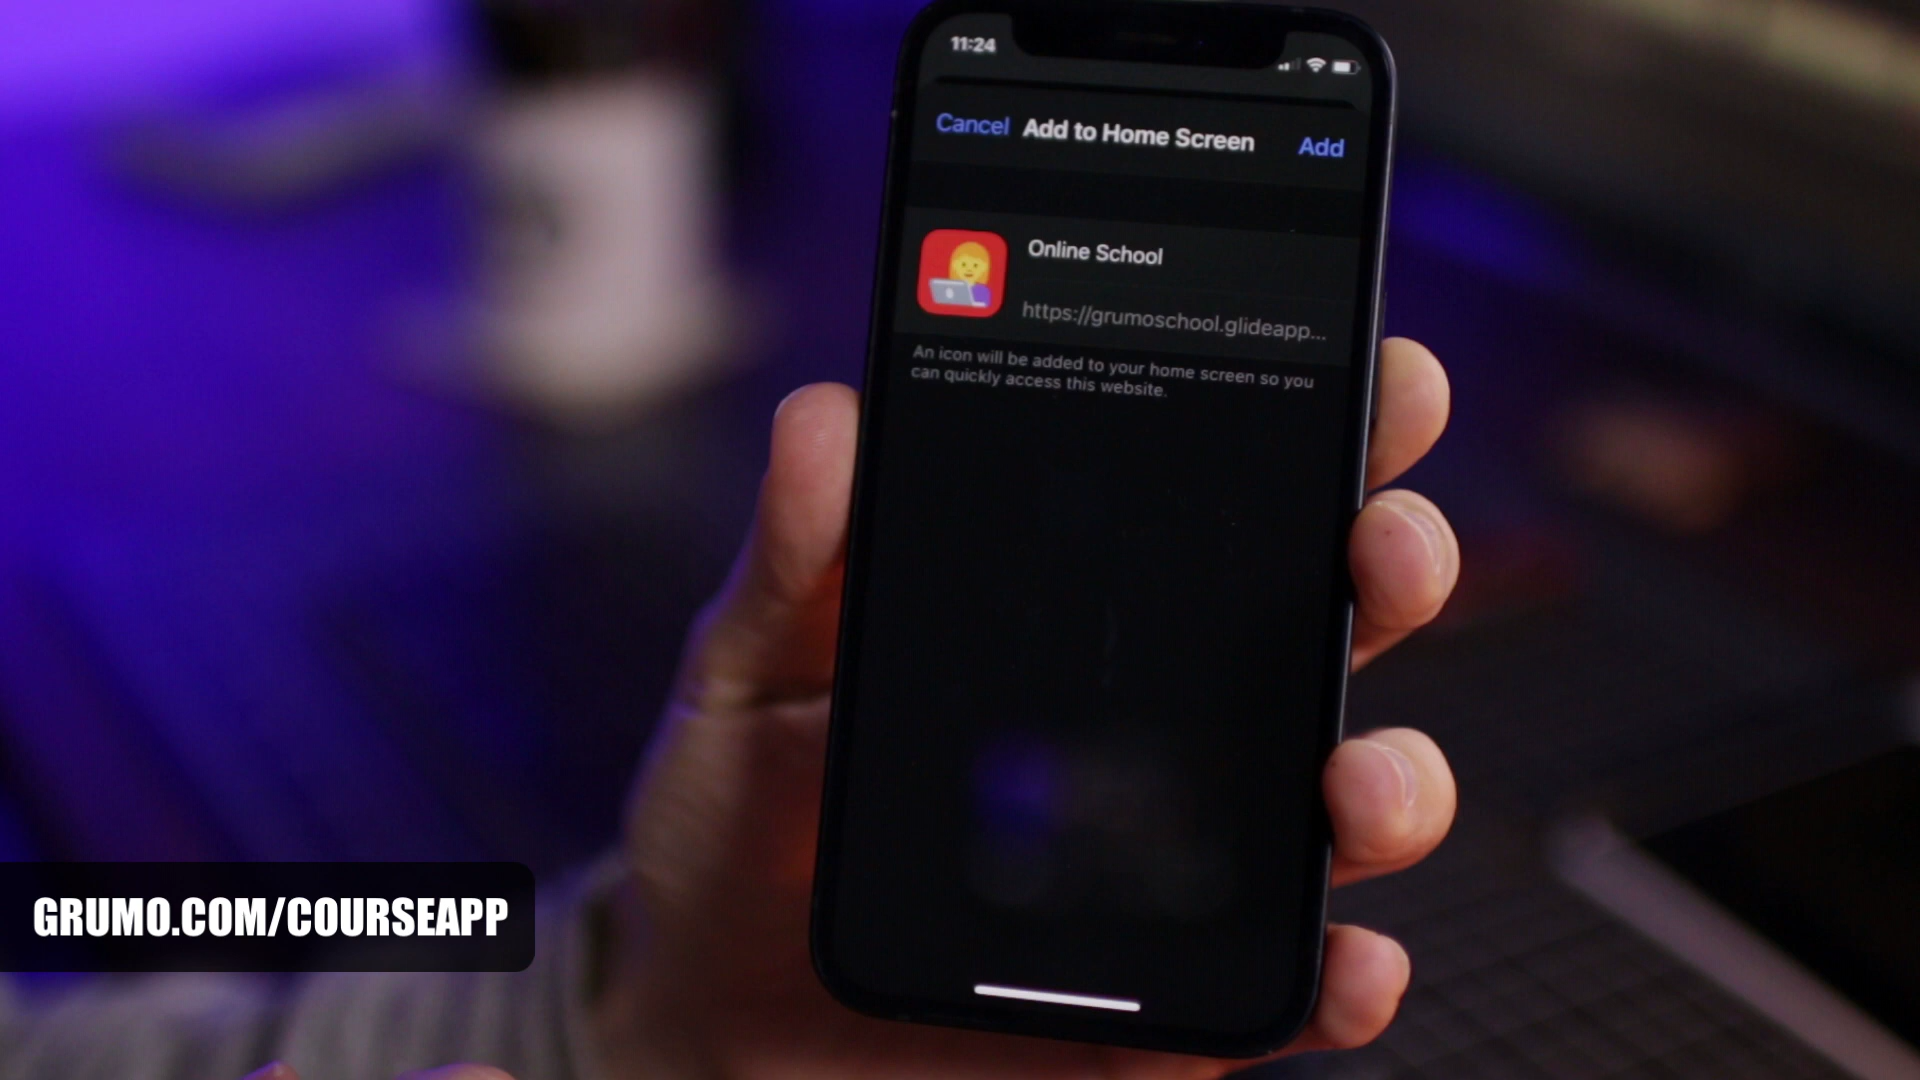 11:24
Cancel Add to Home Screen Add
Online School
https://grumoschool.glideapp...
An icon will be added to your home screen so you
can quickly access this website.
GRUMO.COM/COURSEAPP